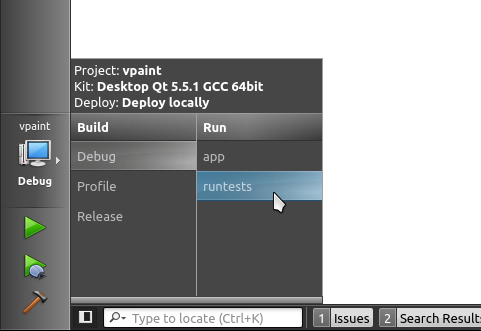 Project: vpaint
Kit: Desktop Qt 5.5.1 GCC 64bit
Deploy: Deploy locally
vpaint
Debug
Build
Run
Debug
app
Profile
runtests
Release
Type to locate (Ctrl+K)
1 Issues
2 Search Results